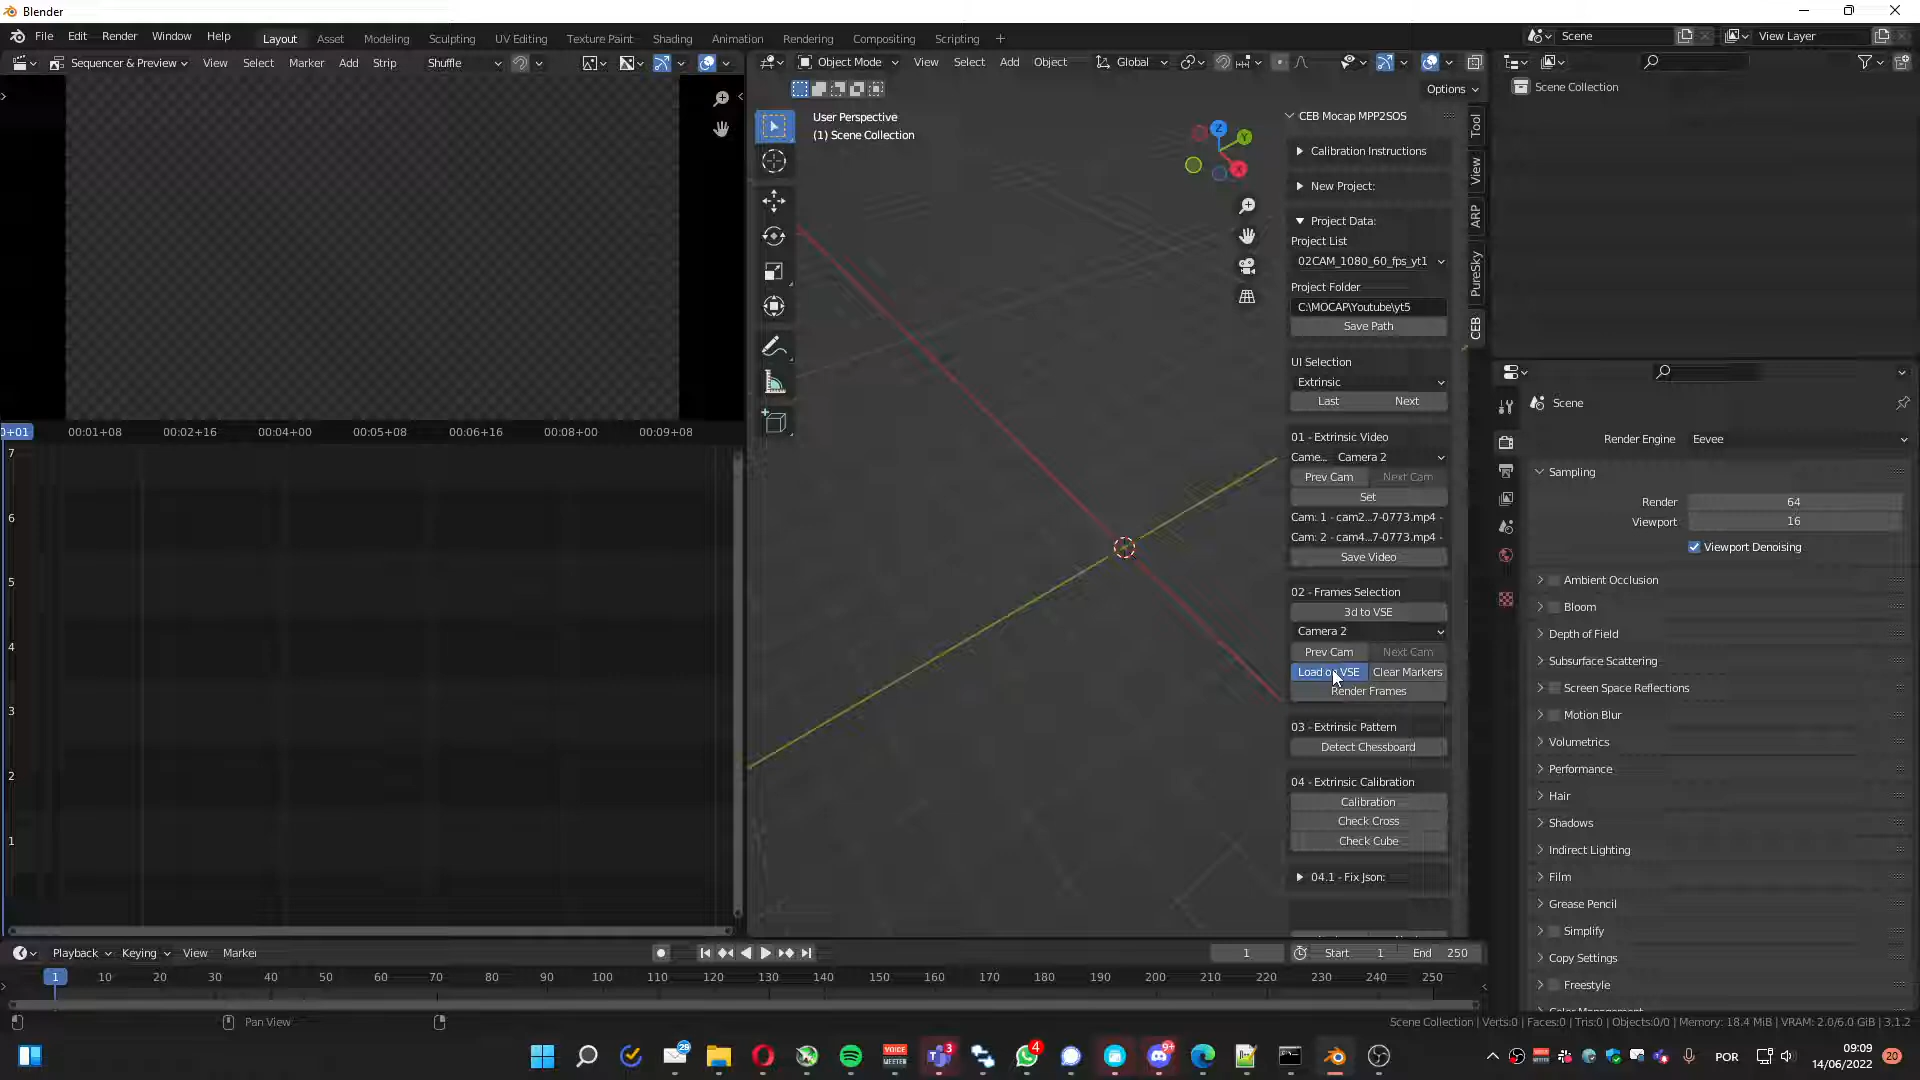 Blender
File Edit Render Window Help
Layout Asset Modeling Sculpting UV Editing Texture Paint Shading Animation Rendering Compositing Scripting +
Scene
View Layer
Sequencer & Preview View Select Marker Add Strip Shuffle
Object Mode View Select Add Object Global
Options
User Perspective
(1) Scene Collection
Z
Y
X
00:01+08 00:02+16 00:04+00 00:05+08 00:06+16 00:08+00 00:09+08
7
6
5
4
3
2
1
CEB Mocap MPP2SOS
Calibration Instructions
New Project:
Project Data:
Project List
02CAM_1080_60_fps_yt1
Project Folder
C:\MOCAP\Youtube\yt5
Save Path
UI Selection
Extrinsic
Last Next
01 - Extrinsic Video
Came... Camera 2
Prev Cam Next Cam
Set
Cam: 1 - cam2...7-0773.mp4 -
Cam: 2 - cam4...7-0773.mp4 -
Save Video
02 - Frames Selection
3d to VSE
Camera 2
Prev Cam Next Cam
Load on VSE Clear Markers
Render Frames
03 - Extrinsic Pattern
Detect Chessboard
04 - Extrinsic Calibration
Calibration
Check Cross
Check Cube
04.1 - Fix Json:
Tool
View
ARP
PureSky
CEB
Scene Collection
Scene
Render Engine Eevee
Sampling
Render 64
Viewport 16
Viewport Denoising
Ambient Occlusion
Bloom
Depth of Field
Subsurface Scattering
Screen Space Reflections
Motion Blur
Volumetrics
Performance
Hair
Shadows
Indirect Lighting
Film
Grease Pencil
Simplify
Copy Settings
Freestyle
Playback Keying View Marker
1 Start 1 End 250
1 10 20 30 40 50 60 70 80 90 100 110 120 130 140 150 160 170 180 190 200 210 220 230 240 250
Pan View
Scene Collection | Verts:0 | Faces:0 | Tris:0 | Objects:0/0 | Memory: 18.4 MiB | VRAM: 2.0/6.0 GiB | 3.1.2
29
VOICE
MEETER
3
4
9+
POR
09:09
14/06/2022
20